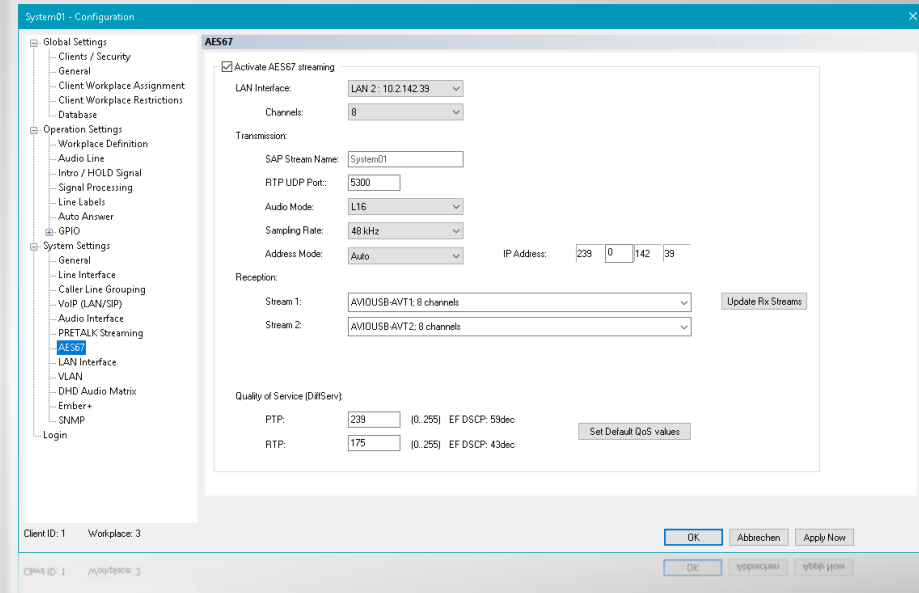 System01 - Configuration
Global Settings
Clients / Security
General
Client Workplace Assignment
Client Workplace Restrictions
Database
Operation Settings
Workplace Definition
Audio Line
Intro / HOLD Signal
Signal Processing
Line Labels
Auto Answer
GPIO
System Settings
General
Line Interface
Caller Line Grouping
VoIP (LAN/SIP)
Audio Interface
PRETALK Streaming
AES67
LAN Interface
VLAN
DHD Audio Matrix
Ember+
SNMP
Login
AES67
Activate AES67 streaming
LAN Interface: LAN 2 : 10.2.142.39
Channels: 8
Transmission:
SAP Stream Name: System01
RTP UDP Port:: 5300
Audio Mode: L16
Sampling Rate: 48 kHz
Address Mode: Auto IP Address: 239 0 142 39
Reception:
Stream 1: AVIOUSB-AVT1; 8 channels Update Rx Streams
Stream 2: AVIOUSB-AVT2; 8 channels
Quality of Service (DiffServ):
PTP: 239 (0..255) EF DSCP: 59dec
Set Default QoS values
RTP: 175 (0..255) EF DSCP: 43dec
Client ID: 1 Workplace: 3
OK Abbrechen Apply Now